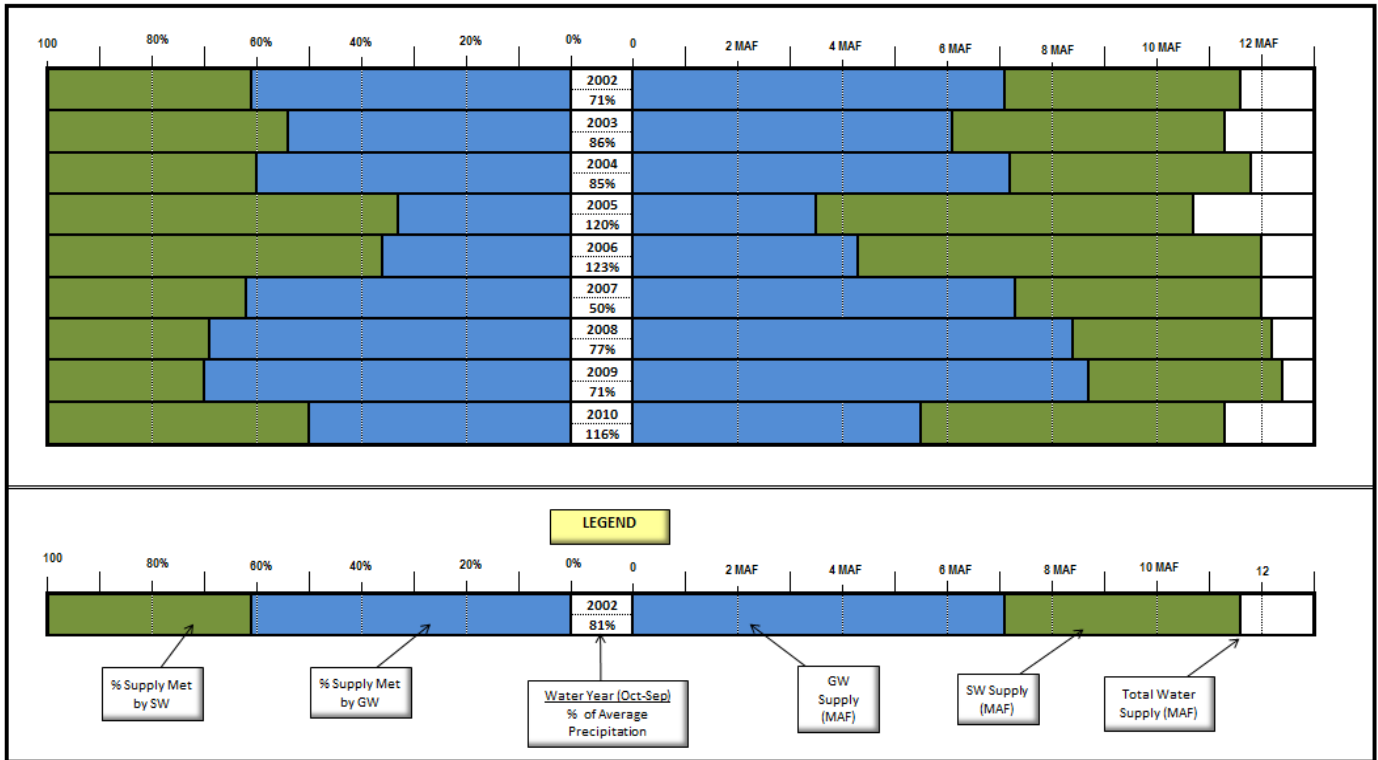 100 80% 60% 40% 20% 0% 0 2 MAF 4 MAF 6 MAF 8 MAF 10 MAF 12 MAF
2002
71%
2003
86%
2004
85%
2005
120%
2006
123%
2007
50%
2008
77%
2009
71%
2010
116%
LEGEND
100 80% 60% 40% 20% 0% 0 2 MAF 4 MAF 6 MAF 8 MAF 10 MAF 12
2002
81%
% Supply Met
by SW
% Supply Met
by GW
Water Year (Oct-Sep)
% of Average
Precipitation
GW
Supply
(MAF)
SW Supply
(MAF)
Total Water
Supply (MAF)